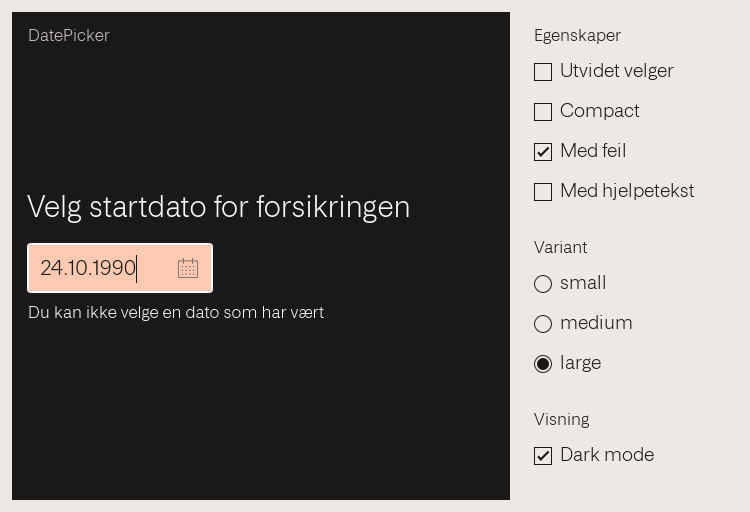 DatePicker
Velg startdato for forsikringen
24.10.1990
Du kan ikke velge en dato som har vært
Egenskaper
Utvidet velger
Compact
Med feil
Med hjelpetekst
Variant
small
medium
large
Visning
Dark mode